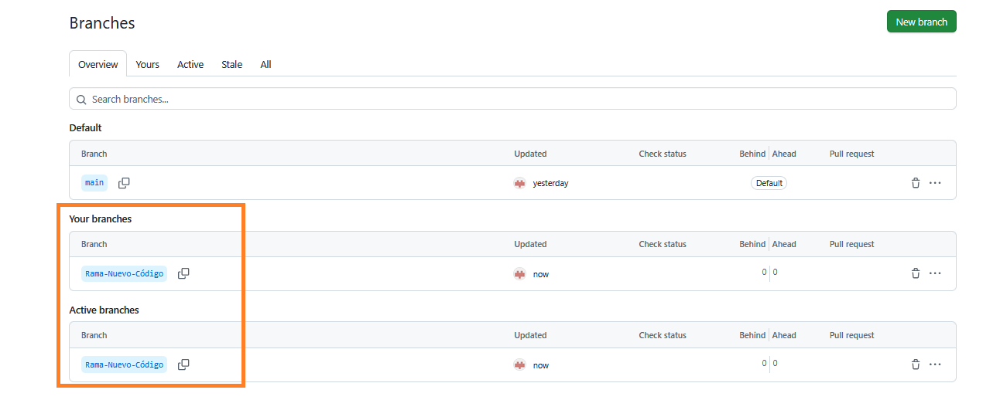 Branches
New branch
Overview Yours Active Stale All
Search branches...
Default
Branch Updated Check status Behind Ahead Pull request
main yesterday Default
Your branches
Branch Updated Check status Behind Ahead Pull request
Rama-Nuevo-Código now 0 0
Active branches
Branch Updated Check status Behind Ahead Pull request
Rama-Nuevo-Código now 0 0